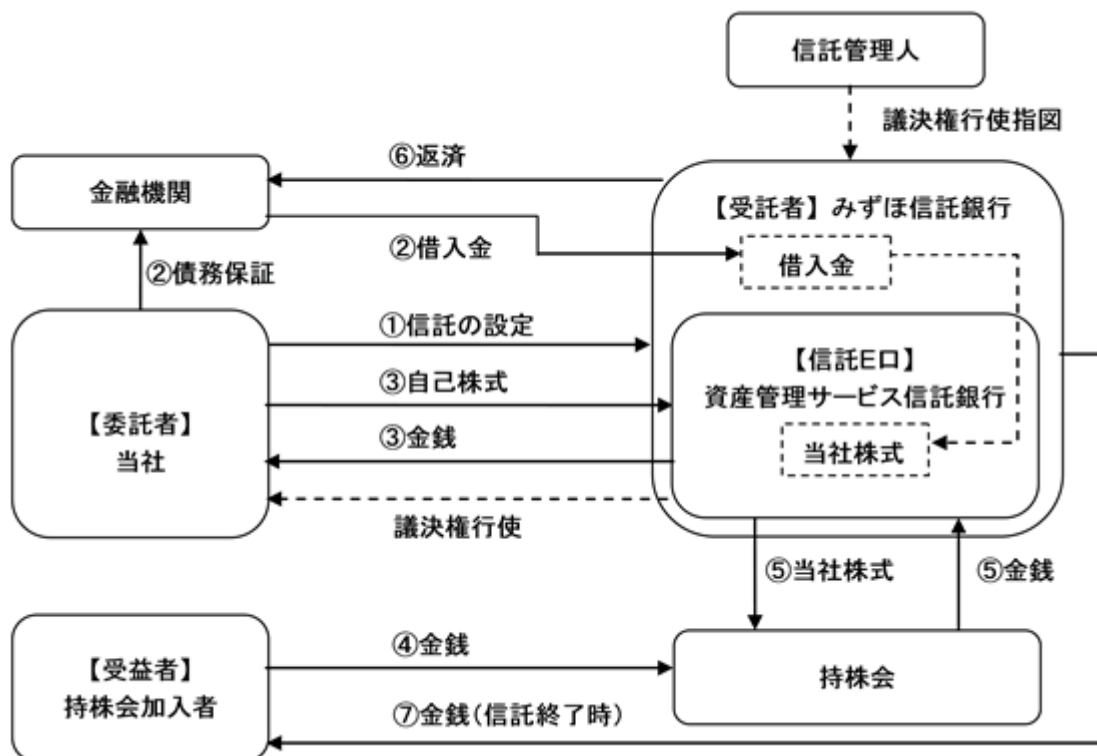 信託管理人
議決権行使指図
⑥返済
金融機関
【受託者】みずほ信託銀行
②借入金
借入金
②債務保証
①信託の設定
【信託E口】
資産管理サービス信託銀行
③自己株式
【委託者】
当社
③金銭
当社株式
議決権行使
⑤当社株式
⑤金銭
【受益者】
持株会加入者
④金銭
持株会
⑦金銭(信託終了時)